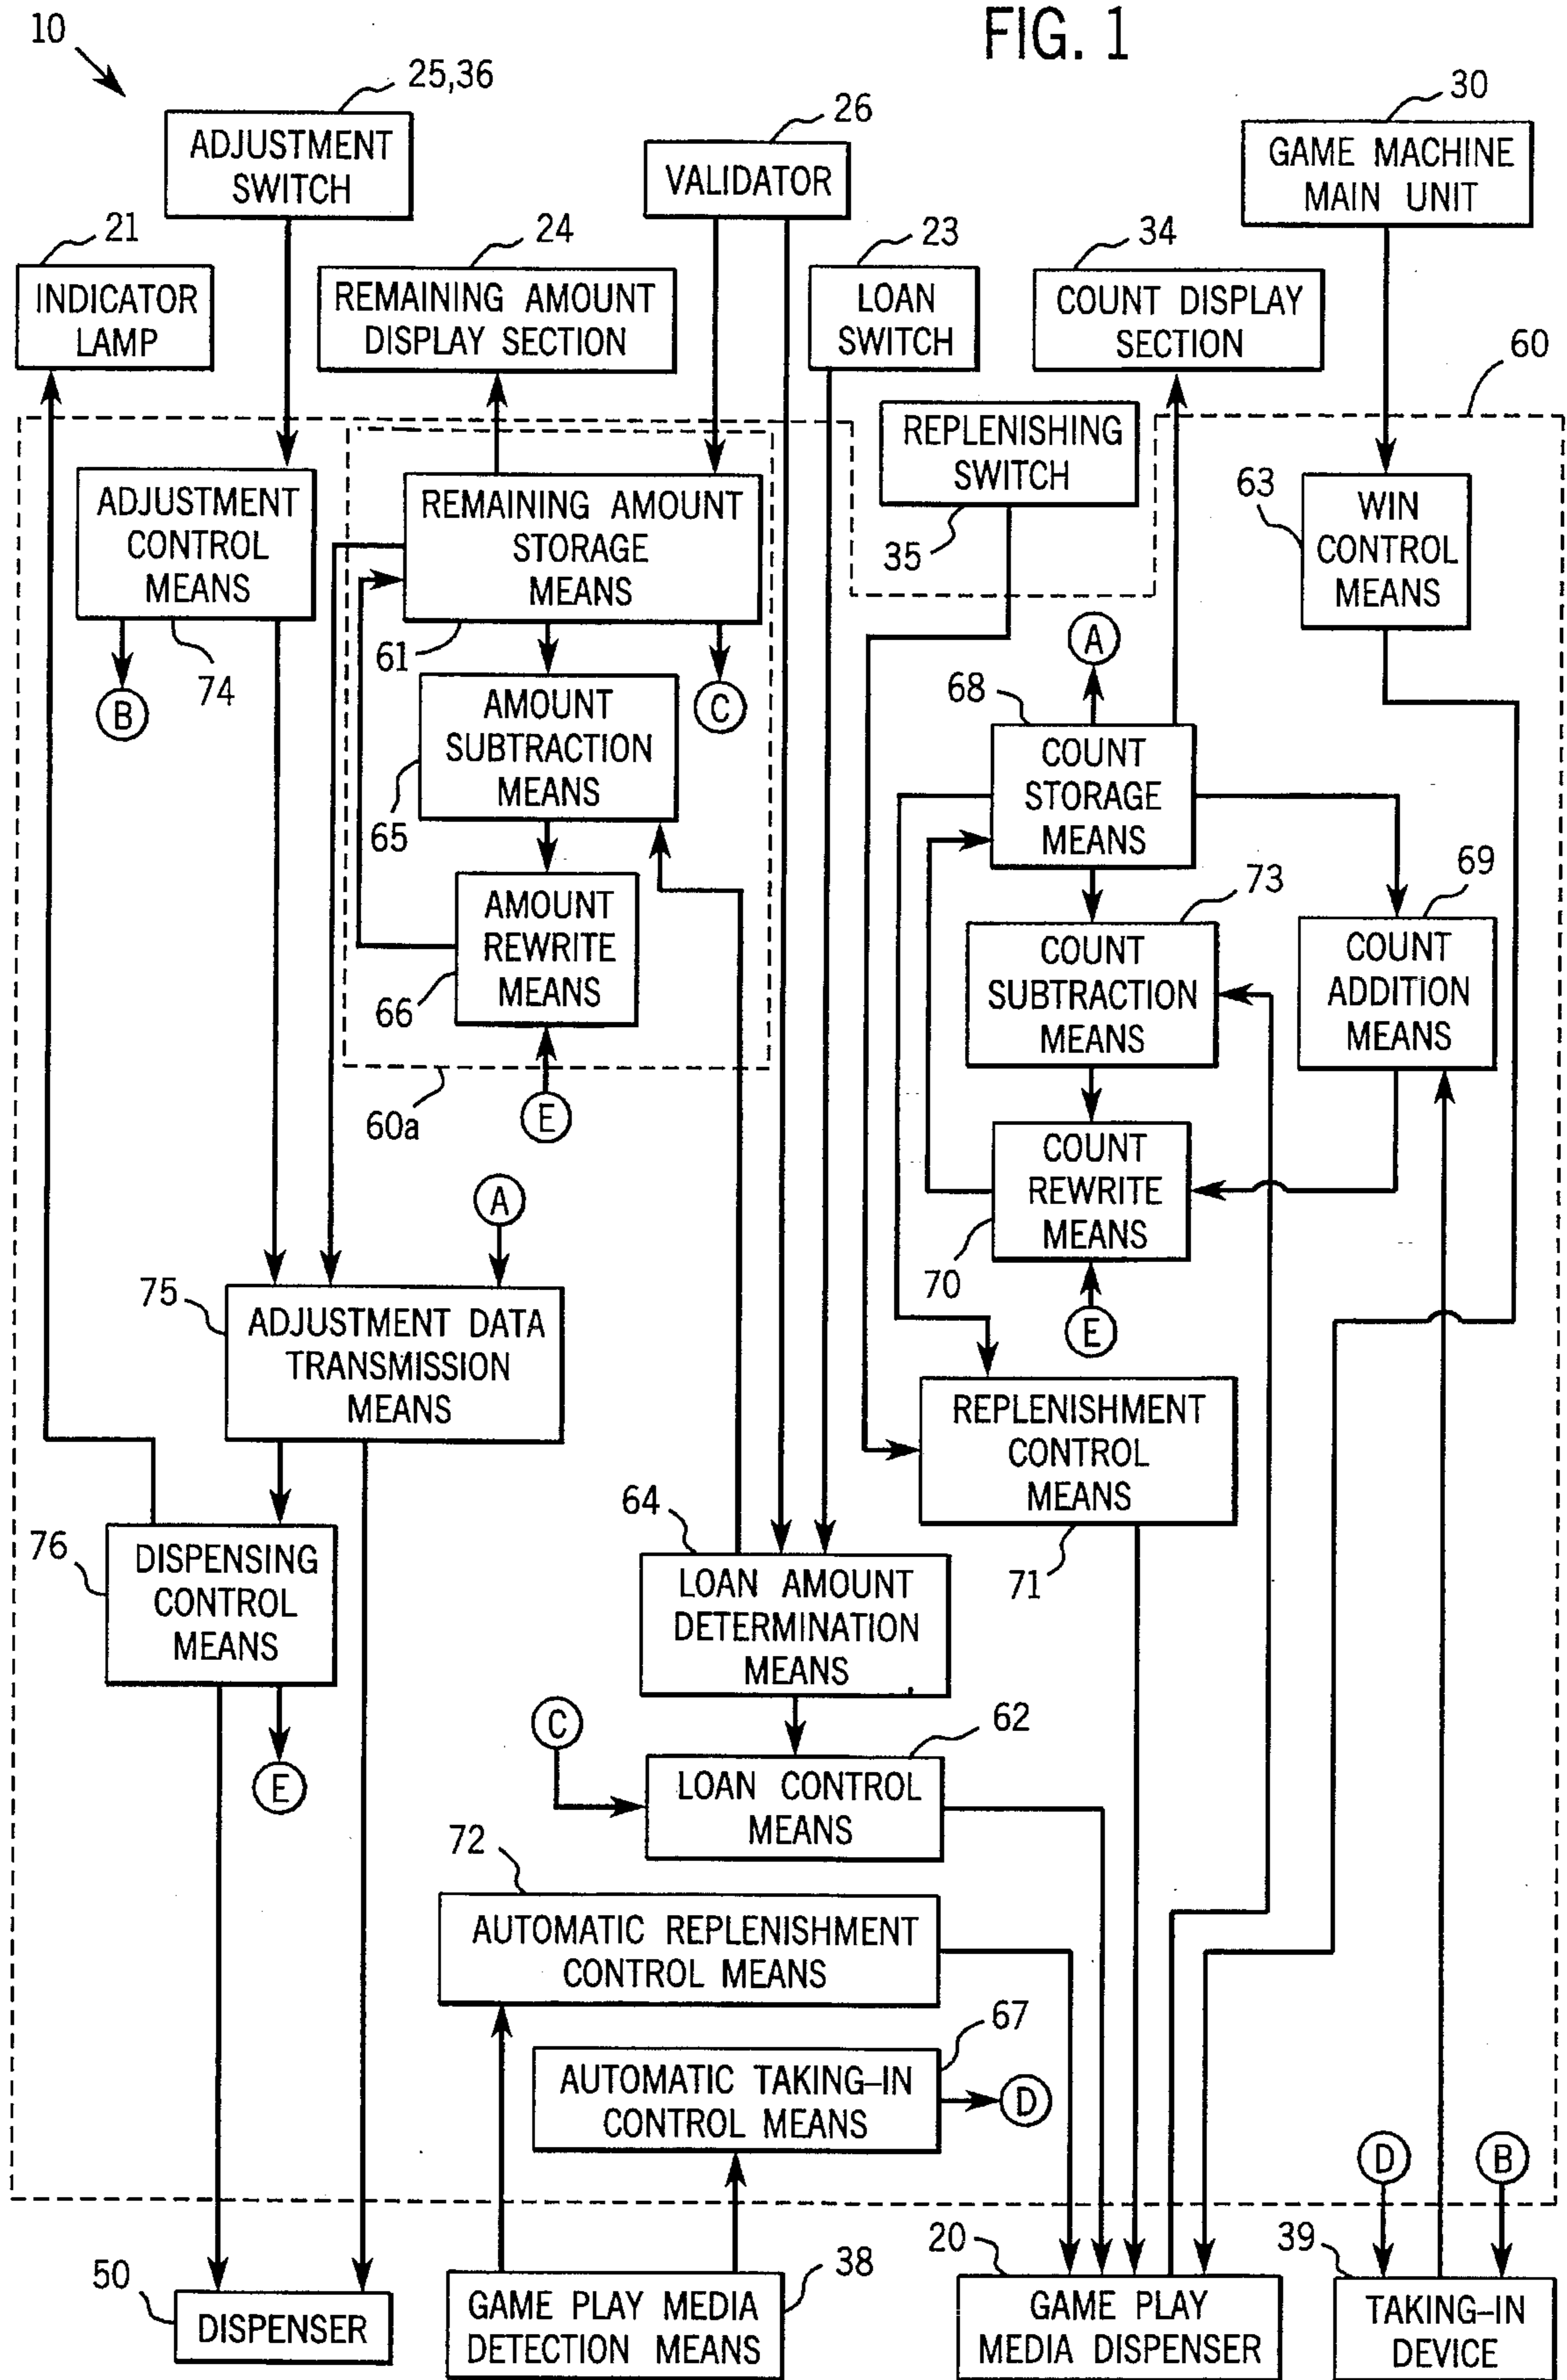 FIG. 1
10
25,36
ADJUSTMENT
SWITCH
26
VALIDATOR
30
GAME MACHINE
MAIN UNIT
21
INDICATOR
LAMP
24
REMAINING AMOUNT
DISPLAY SECTION
23
LOAN
SWITCH
34
COUNT DISPLAY
SECTION
60
REPLENISHING
SWITCH
35
ADJUSTMENT
CONTROL
MEANS
74
B
REMAINING AMOUNT
STORAGE
MEANS
61
C
63
WIN
CONTROL
MEANS
A
68
COUNT
STORAGE
MEANS
AMOUNT
SUBTRACTION
MEANS
65
AMOUNT
REWRITE
MEANS
66
E
60a
73
COUNT
SUBTRACTION
MEANS
69
COUNT
ADDITION
MEANS
COUNT
REWRITE
MEANS
70
E
A
75
ADJUSTMENT DATA
TRANSMISSION
MEANS
REPLENISHMENT
CONTROL
MEANS
71
76
DISPENSING
CONTROL
MEANS
E
64
LOAN AMOUNT
DETERMINATION
MEANS
C
62
LOAN CONTROL
MEANS
72
AUTOMATIC REPLENISHMENT
CONTROL MEANS
67
AUTOMATIC TAKING–IN
CONTROL MEANS
D
D
B
50
DISPENSER
38
GAME PLAY MEDIA
DETECTION MEANS
20
GAME PLAY
MEDIA DISPENSER
39
TAKING–IN
DEVICE